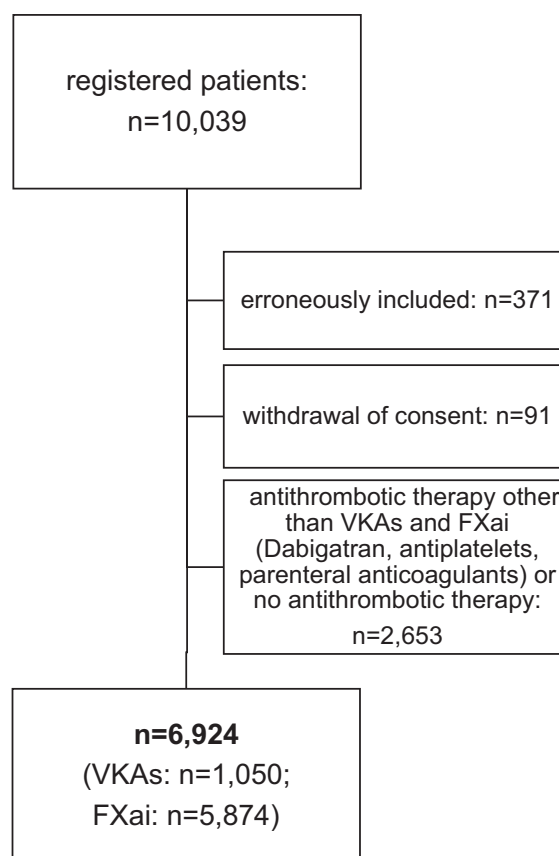 registered patients:
n=10,039
erroneously included: n=371
withdrawal of consent: n=91
antithrombotic therapy other
than VKAs and FXai
(Dabigatran, antiplatelets,
parenteral anticoagulants) or
no antithrombotic therapy:
n=2,653
n=6,924
(VKAs: n=1,050;
FXai: n=5,874)